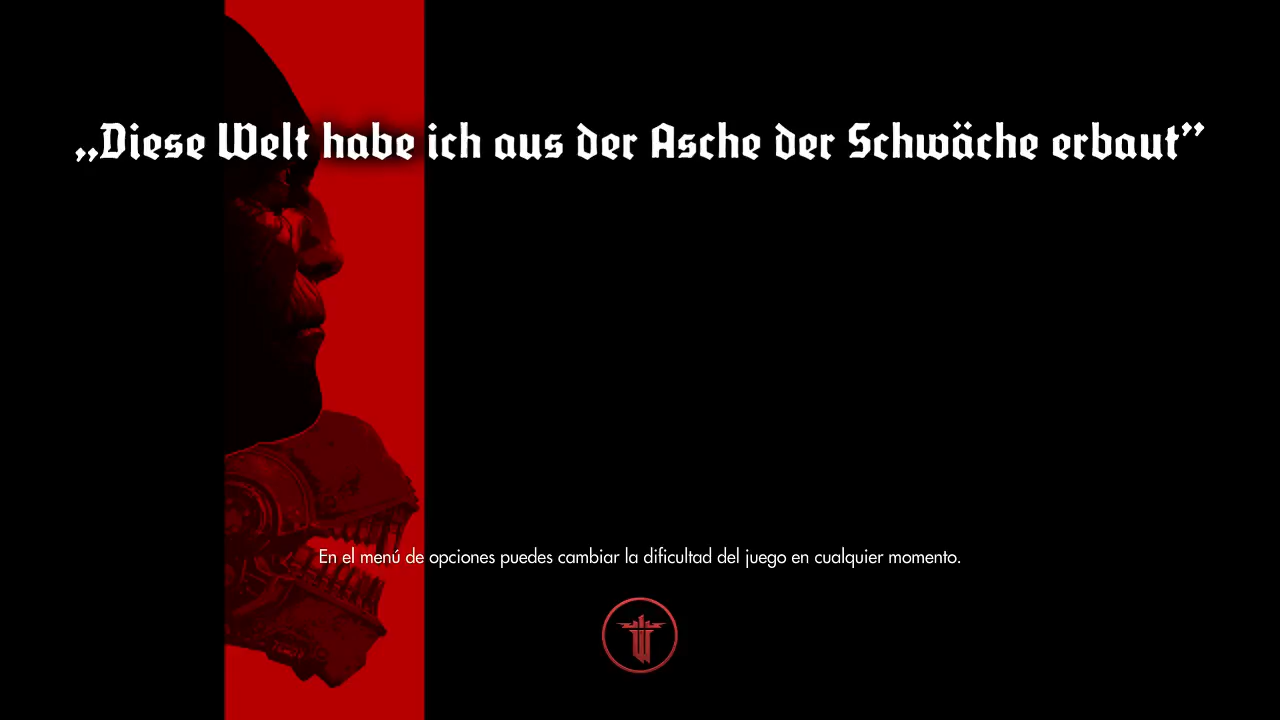 „Diese Welt habe ich aus der Asche der Schwäche erbaut”
En el menú de opciones puedes cambiar la dificultad del juego en cualquier momento.